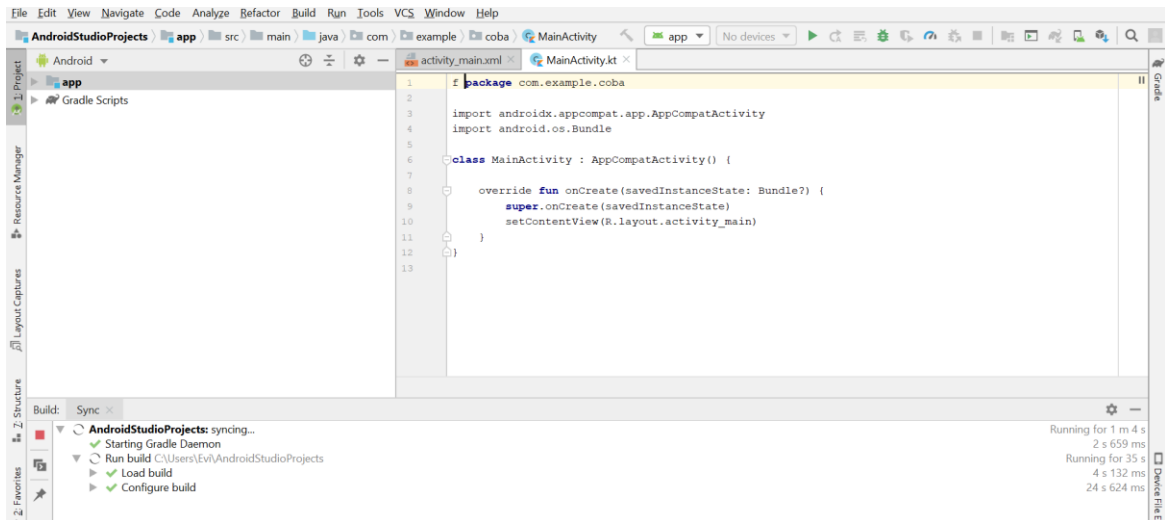 File Edit View Navigate Code Analyze Refactor Build Run Tools VCS Window Help
AndroidStudioProjects app src main java com example coba MainActivity app No devices
1: Project
Resource Manager
Layout Captures
Z: Structure
2: Favorites
Android
app
Gradle Scripts
activity_main.xml MainActivity.kt
1 f package com.example.coba
2
3 import androidx.appcompat.app.AppCompatActivity
4 import android.os.Bundle
5
6 class MainActivity : AppCompatActivity() {
7
8 override fun onCreate(savedInstanceState: Bundle?) {
9 super.onCreate(savedInstanceState)
10 setContentView(R.layout.activity_main)
11 }
12 }
13
Gradle
Device File E
Build: Sync
AndroidStudioProjects: syncing... Running for 1 m 4 s
Starting Gradle Daemon 2 s 659 ms
Run build C:\Users\Evi\AndroidStudioProjects Running for 35 s
Load build 4 s 132 ms
Configure build 24 s 624 ms